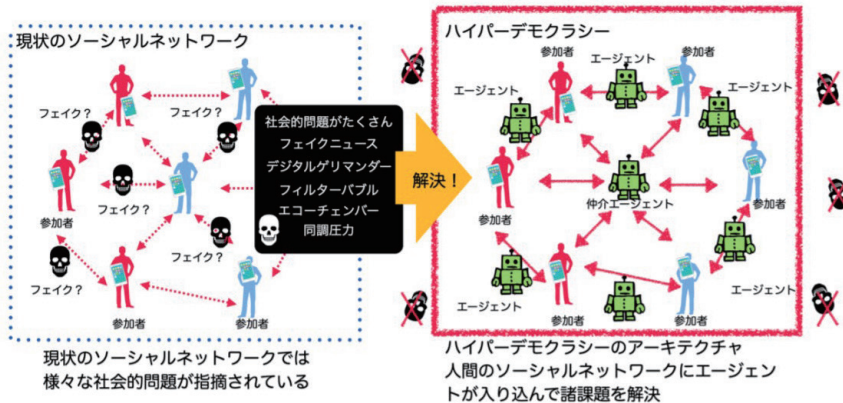 現状のソーシャルネットワーク
フェイク？
フェイク？
フェイク？
フェイク？
フェイク？
参加者
参加者
参加者
社会的問題がたくさん
フェイクニュース
デジタルゲリマンダー
フィルターバブル
エコーチェンバー
同調圧力
現状のソーシャルネットワークでは
様々な社会的問題が指摘されている
解決！
ハイパーデモクラシー
参加者
エージェント
参加者
エージェント
エージェント
参加者
仲介エージェント
参加者
エージェント
エージェント
参加者
エージェント
参加者
ハイパーデモクラシーのアーキテクチャ
人間のソーシャルネットワークにエージェン
トが入り込んで諸課題を解決